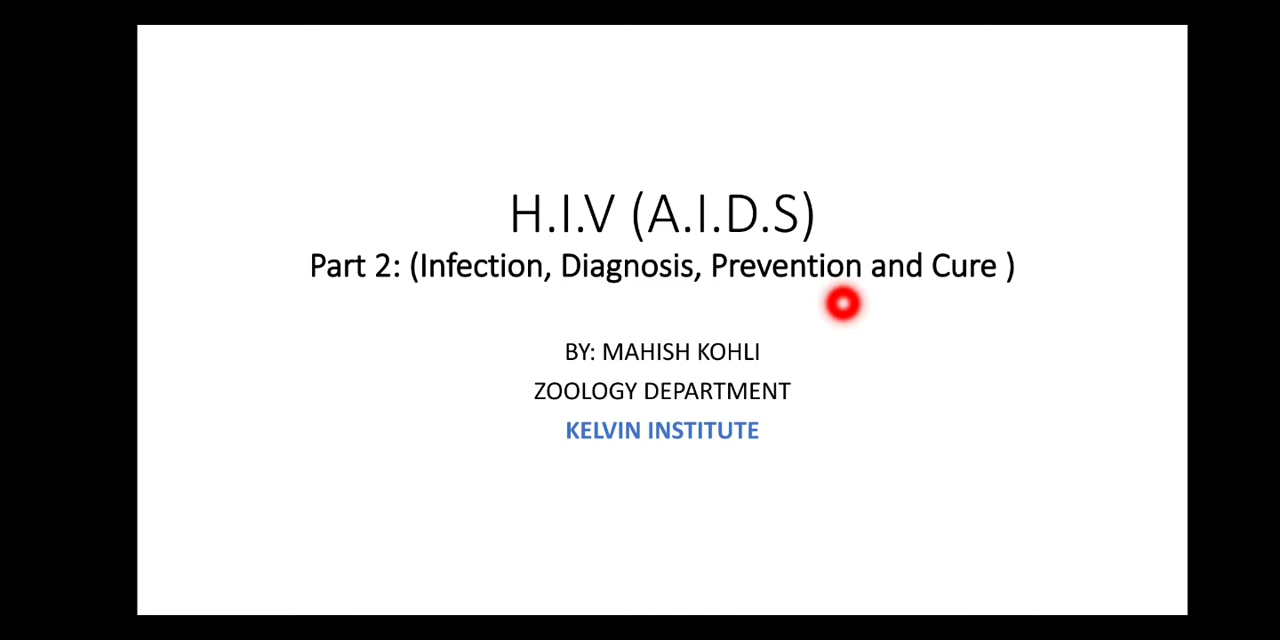 H.I.V (A.I.D.S)
Part 2: (Infection, Diagnosis, Prevention and Cure )
BY: MAHISH KOHLI
ZOOLOGY DEPARTMENT
KELVIN INSTITUTE